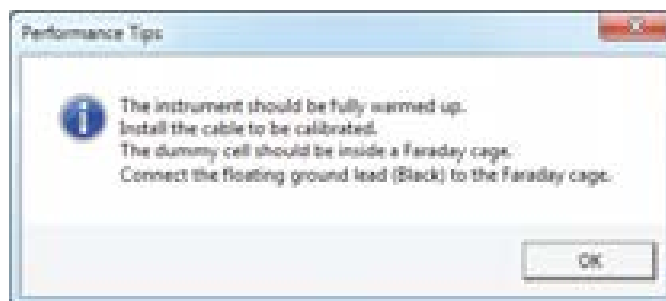 Performance Tips
The instrument should be fully warmed up.
Install the cable to be calibrated.
The dummy cell should be inside a Faraday cage.
Connect the floating ground lead (Black) to the Faraday cage.
OK